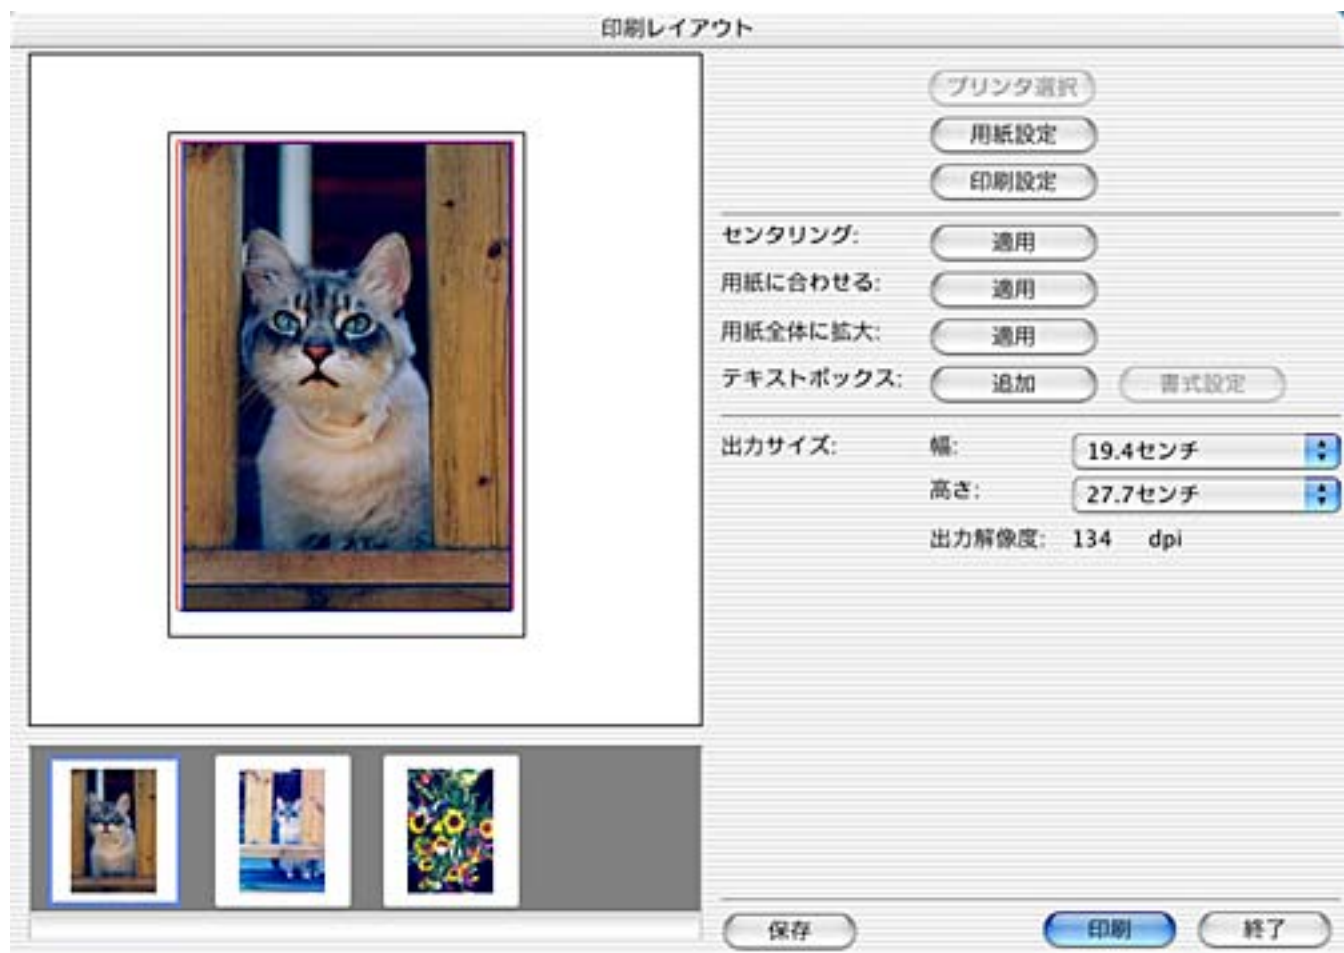 印刷レイアウト
プリンタ選択
用紙設定
印刷設定
センタリング: 適用
用紙に合わせる: 適用
用紙全体に拡大: 適用
テキストボックス: 追加 書式設定
出力サイズ: 幅: 19.4センチ
高さ: 27.7センチ
出力解像度: 134 dpi
保存 印刷 終了